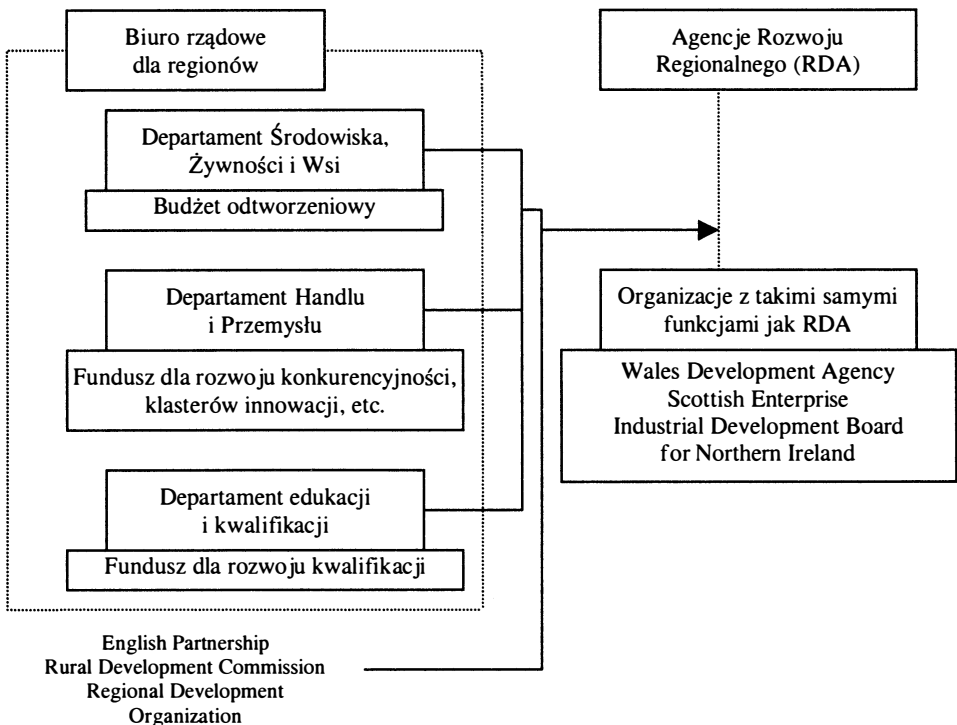 Biuro rządowe
dla regionów
Departament Środowiska,
Żywności i Wsi
Budżet odtworzeniowy
Departament Handlu
i Przemysłu
Fundusz dla rozwoju konkurencyjności,
klasterów innowacji, etc.
Departament edukacji
i kwalifikacji
Fundusz dla rozwoju kwalifikacji
English Partnership
Rural Development Commission
Regional Development
Organization
Agencje Rozwoju
Regionalnego (RDA)
Organizacje z takimi samymi
funkcjami jak RDA
Wales Development Agency
Scottish Enterprise
Industrial Development Board
for Northern Ireland